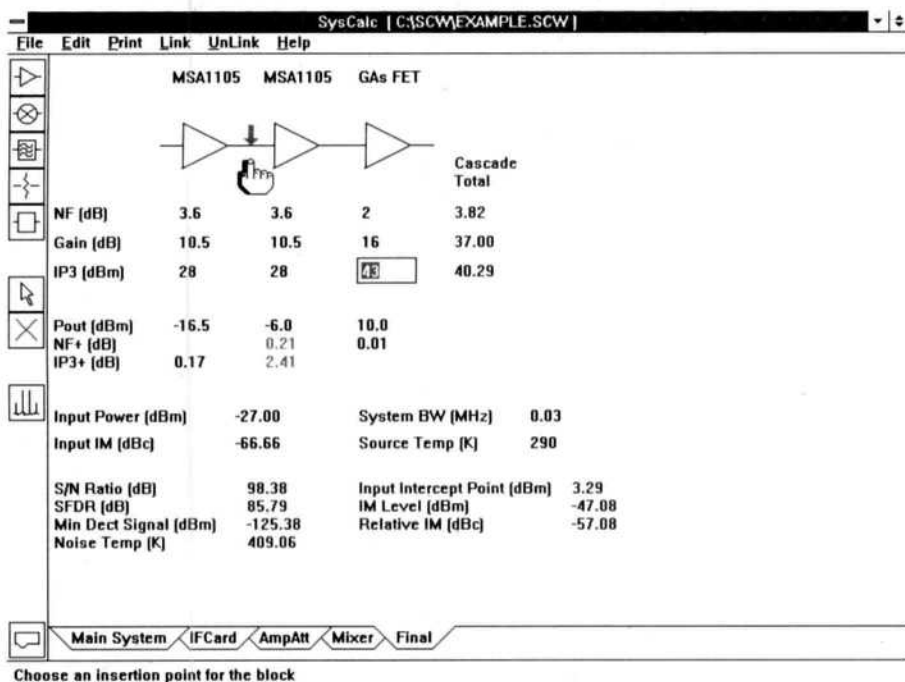 SysCalc [ C:\SCW\EXAMPLE.SCW ]
File Edit Print Link UnLink Help
MSA1105 MSA1105 GAs FET
Cascade
Total
NF (dB) 3.6 3.6 2 3.82
Gain (dB) 10.5 10.5 16 37.00
IP3 (dBm) 28 28 43 40.29
Pout (dBm) -16.5 -6.0 10.0
NF+ (dB) 0.21 0.01
IP3+ (dB) 0.17 2.41
Input Power (dBm) -27.00 System BW (MHz) 0.03
Input IM (dBc) -66.66 Source Temp (K) 290
S/N Ratio (dB) 98.38 Input Intercept Point (dBm) 3.29
SFDR (dB) 85.79 IM Level (dBm) -47.08
Min Dect Signal (dBm) -125.38 Relative IM (dBc) -57.08
Noise Temp (K) 409.06
Main System IFCard AmpAtt Mixer Final
Choose an insertion point for the block